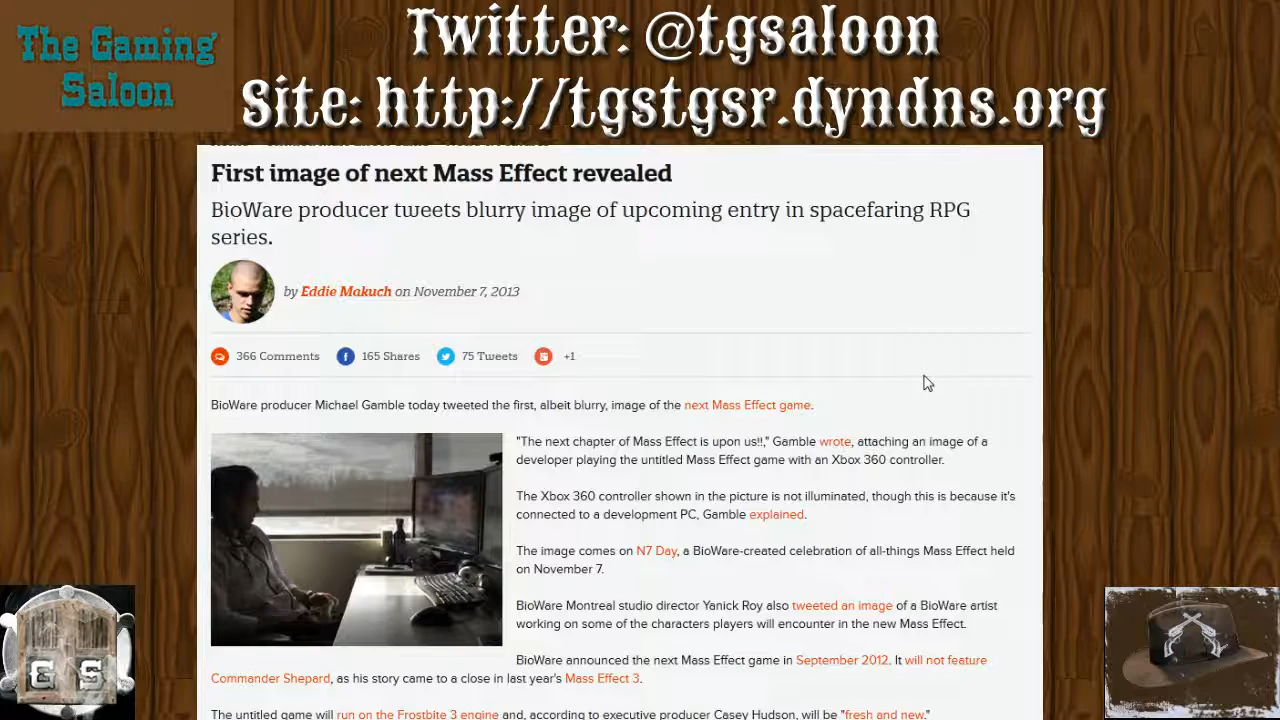 The Gaming
Saloon
Twitter: @tgsaloon
Site: http://tgstgsr.dyndns.org
First image of next Mass Effect revealed
BioWare producer tweets blurry image of upcoming entry in spacefaring RPG
series.
by Eddie Makuch on November 7, 2013
366 Comments 165 Shares 75 Tweets +1
BioWare producer Michael Gamble today tweeted the first, albeit blurry, image of the next Mass Effect game.
"The next chapter of Mass Effect is upon us!!," Gamble wrote, attaching an image of a
developer playing the untitled Mass Effect game with an Xbox 360 controller.
The Xbox 360 controller shown in the picture is not illuminated, though this is because it's
connected to a development PC, Gamble explained.
The image comes on N7 Day, a BioWare-created celebration of all-things Mass Effect held
on November 7.
BioWare Montreal studio director Yanick Roy also tweeted an image of a BioWare artist
working on some of the characters players will encounter in the new Mass Effect.
BioWare announced the next Mass Effect game in September 2012. It will not feature
Commander Shepard, as his story came to a close in last year's Mass Effect 3.
The untitled game will run on the Frostbite 3 engine and, according to executive producer Casey Hudson, will be "fresh and new."
G S